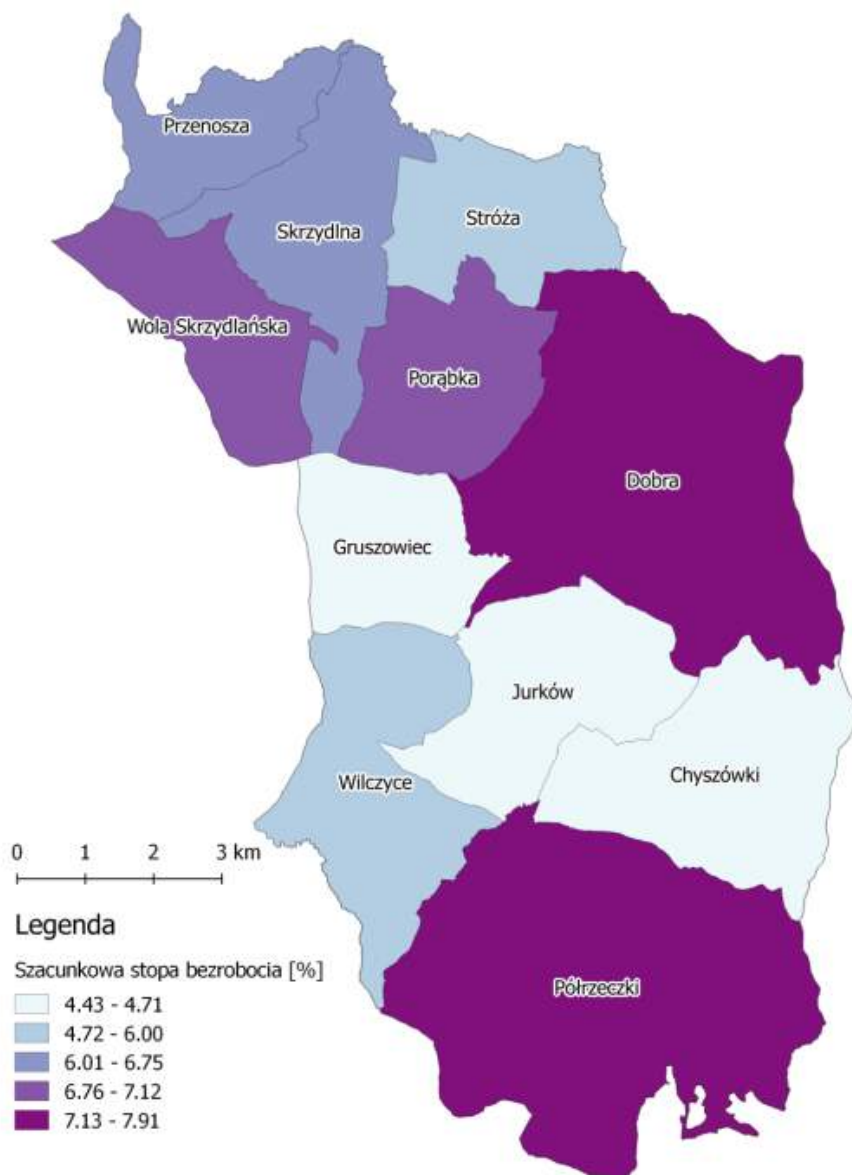 Przenosza
Skrzydlna
Stróża
Wola Skrzydlańska
Porąbka
Dobra
Gruszowiec
Jurków
Chyszówki
Wilczyce
0 1 2 3 km
Legenda
Szacunkowa stopa bezrobocia [%]
4.43 - 4.71
4.72 - 6.00
6.01 - 6.75
6.76 - 7.12
7.13 - 7.91
Półrzeczki